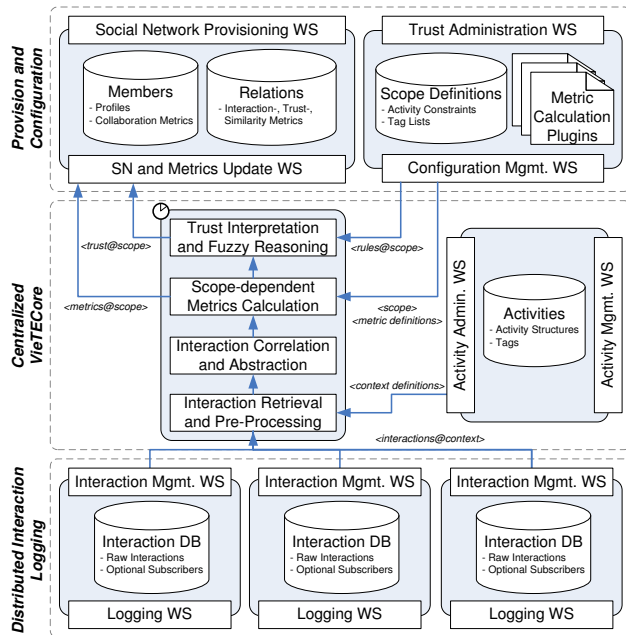 Provision and
Configuration
Social Network Provisioning WS
Members
- Profiles
- Collaboration Metrics
Relations
- Interaction-, Trust-,
Similarity Metrics
SN and Metrics Update WS
Trust Administration WS
Scope Definitions
- Activity Constraints
- Tag Lists
Metric
Calculation
Plugins
Configuration Mgmt. WS
Centralized
VieTECore
Trust Interpretation
and Fuzzy Reasoning
<trust@scope>
<rules@scope>
Scope-dependent
Metrics Calculation
<metrics@scope>
<scope>
<metric definitions>
Interaction Correlation
and Abstraction
<context definitions>
Interaction Retrieval
and Pre-Processing
Activity Admin. WS
Activities
- Activity Structures
- Tags
Activity Mgmt. WS
<interactions@context>
Distributed Interaction
Logging
Interaction Mgmt. WS
Interaction DB
- Raw Interactions
- Optional Subscribers
Logging WS
Interaction Mgmt. WS
Interaction DB
- Raw Interactions
- Optional Subscribers
Logging WS
Interaction Mgmt. WS
Interaction DB
- Raw Interactions
- Optional Subscribers
Logging WS